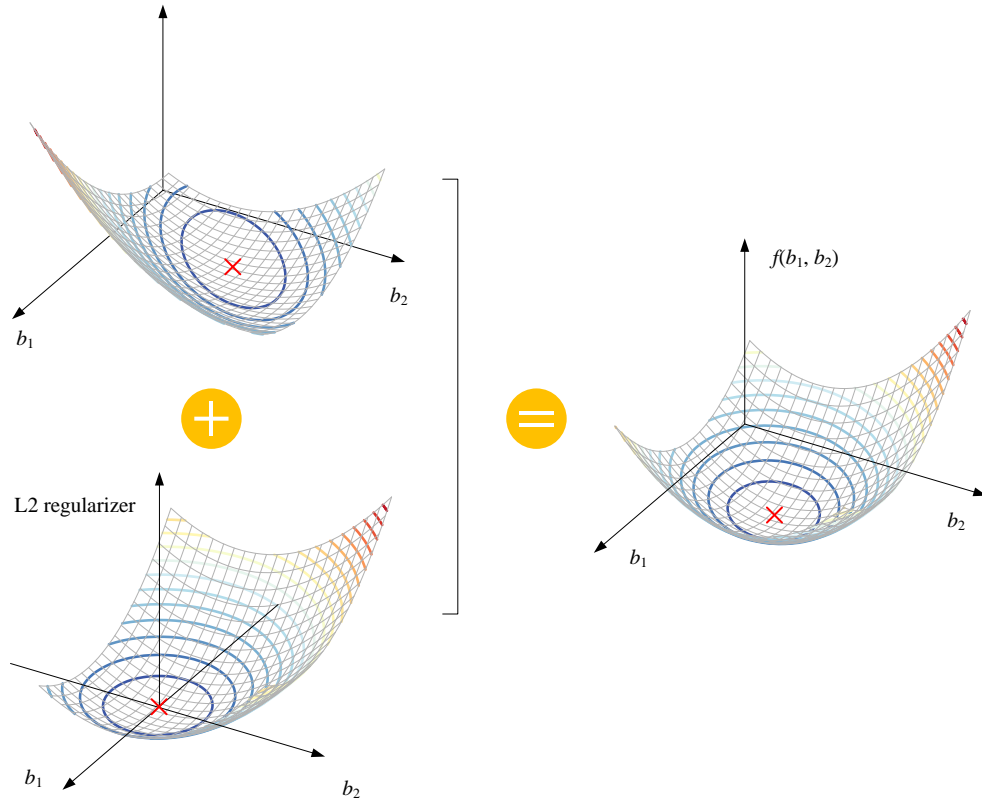 b₁
b₂
+
L2 regularizer
b₁
b₂
=
f(b₁, b₂)
b₁
b₂